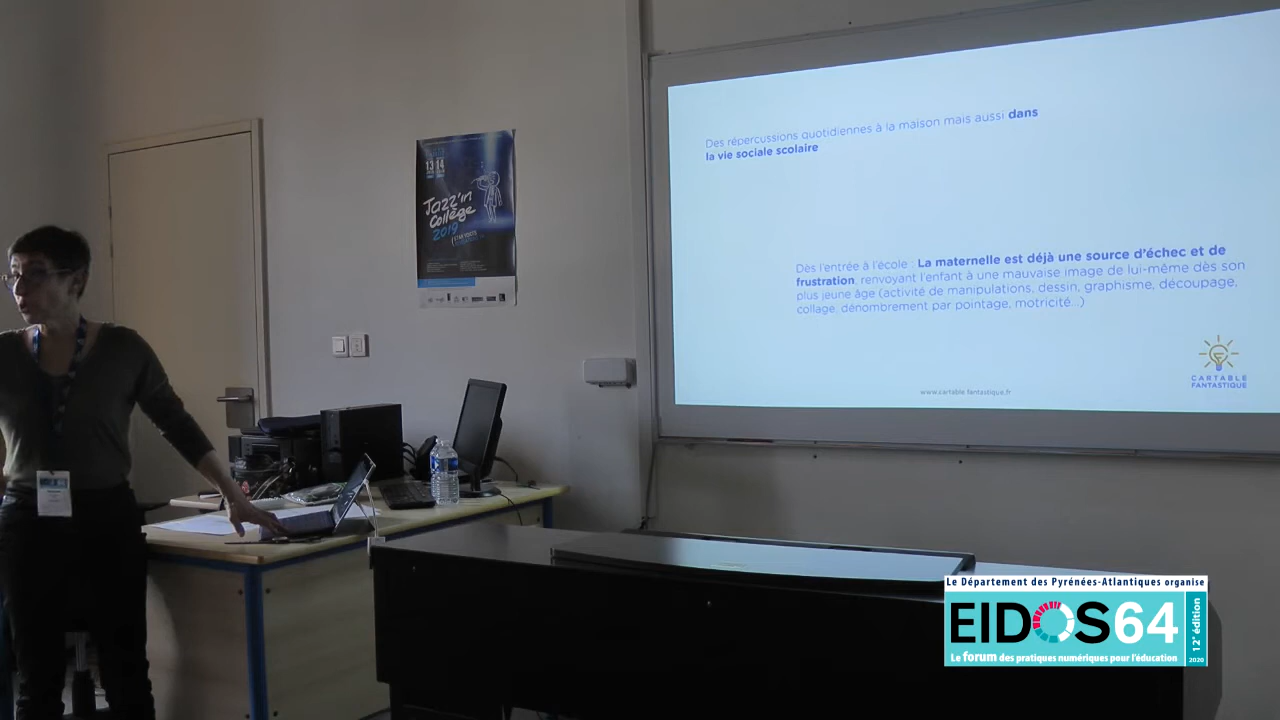 Des répercussions quotidiennes à la maison mais aussi dans
la vie sociale scolaire
Dès l'entrée à l'école : La maternelle est déjà une source d'échec et de
frustration, renvoyant l'enfant à une mauvaise image de lui-même dès son
plus jeune âge (activité de manipulations, dessin, graphisme, découpage,
collage, dénombrement par pointage, motricité...)
www.cartable fantastique.fr
CARTABLE
FANTASTIQUE
13 14
Jazz'in
Collège
2019
Le Département des Pyrénées-Atlantiques organise
EIDOS64
12e édition
2020
Le forum des pratiques numériques pour l'éducation